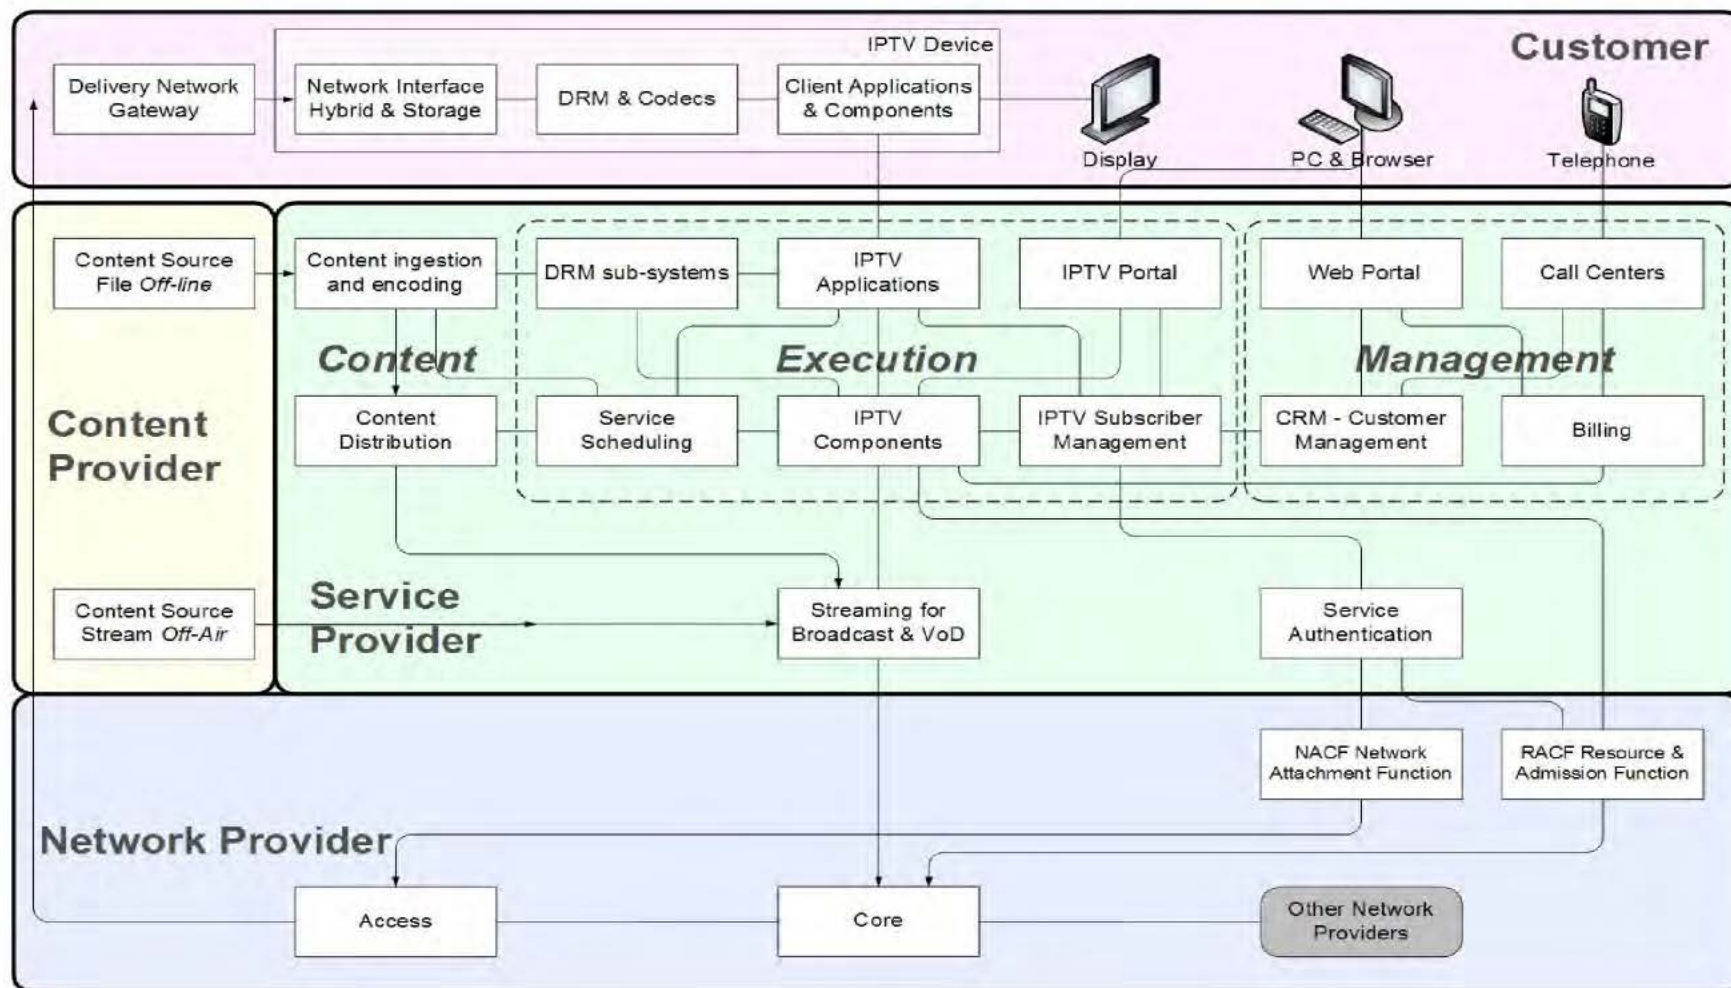 IPTV Device
Customer
Delivery Network
Gateway
Network Interface
Hybrid & Storage
DRM & Codecs
Client Applications
& Components
Display
PC & Browser
Telephone
Content Source
File Off-line
Content ingestion
and encoding
DRM sub-systems
IPTV
Applications
IPTV Portal
Web Portal
Call Centers
Content
Execution
Management
Content
Provider
Content
Distribution
Service
Scheduling
IPTV
Components
IPTV Subscriber
Management
CRM - Customer
Management
Billing
Content Source
Stream Off-Air
Service
Provider
Streaming for
Broadcast & VoD
Service
Authentication
NACF Network
Attachment Function
RACF Resource &
Admission Function
Network Provider
Access
Core
Other Network
Providers